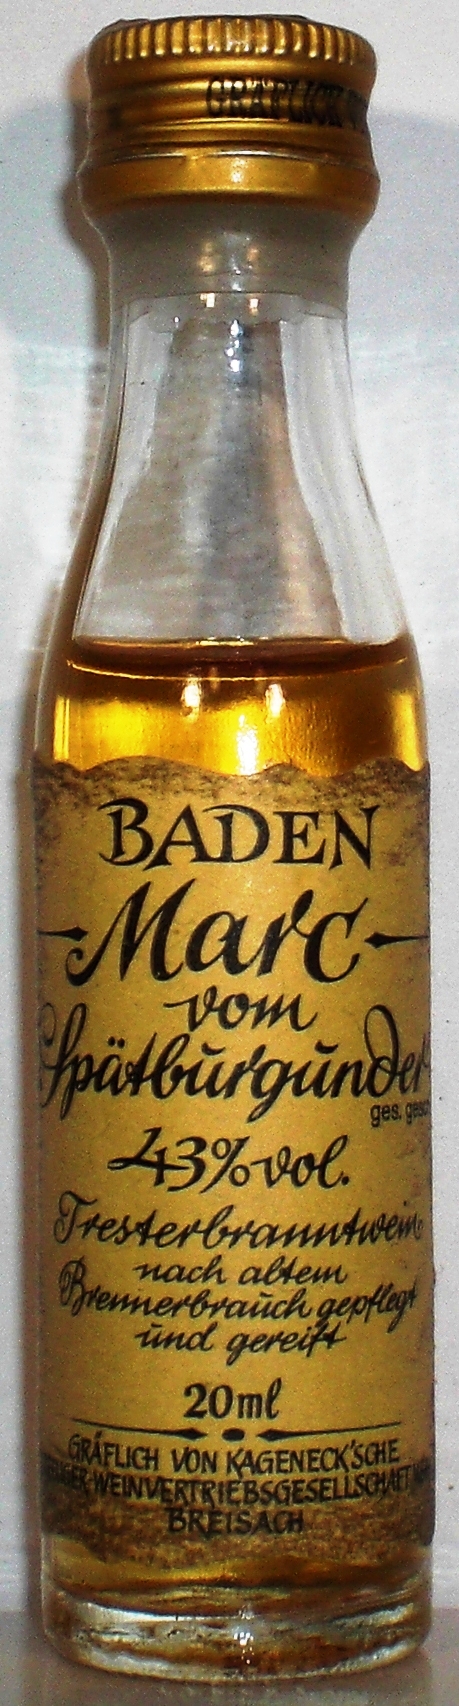 GRÄFLICH
BADEN
Marc
vom
Spätburgunder
ges. gesch
43% vol.
Tresterbranntwein
nach altem
Brennerbrauch gepflegt
und gereift
20ml
GRÄFLICH VON KAGENECK'SCHE
WEINVERTRIEBSGESELLSCHAFT
BREISACH